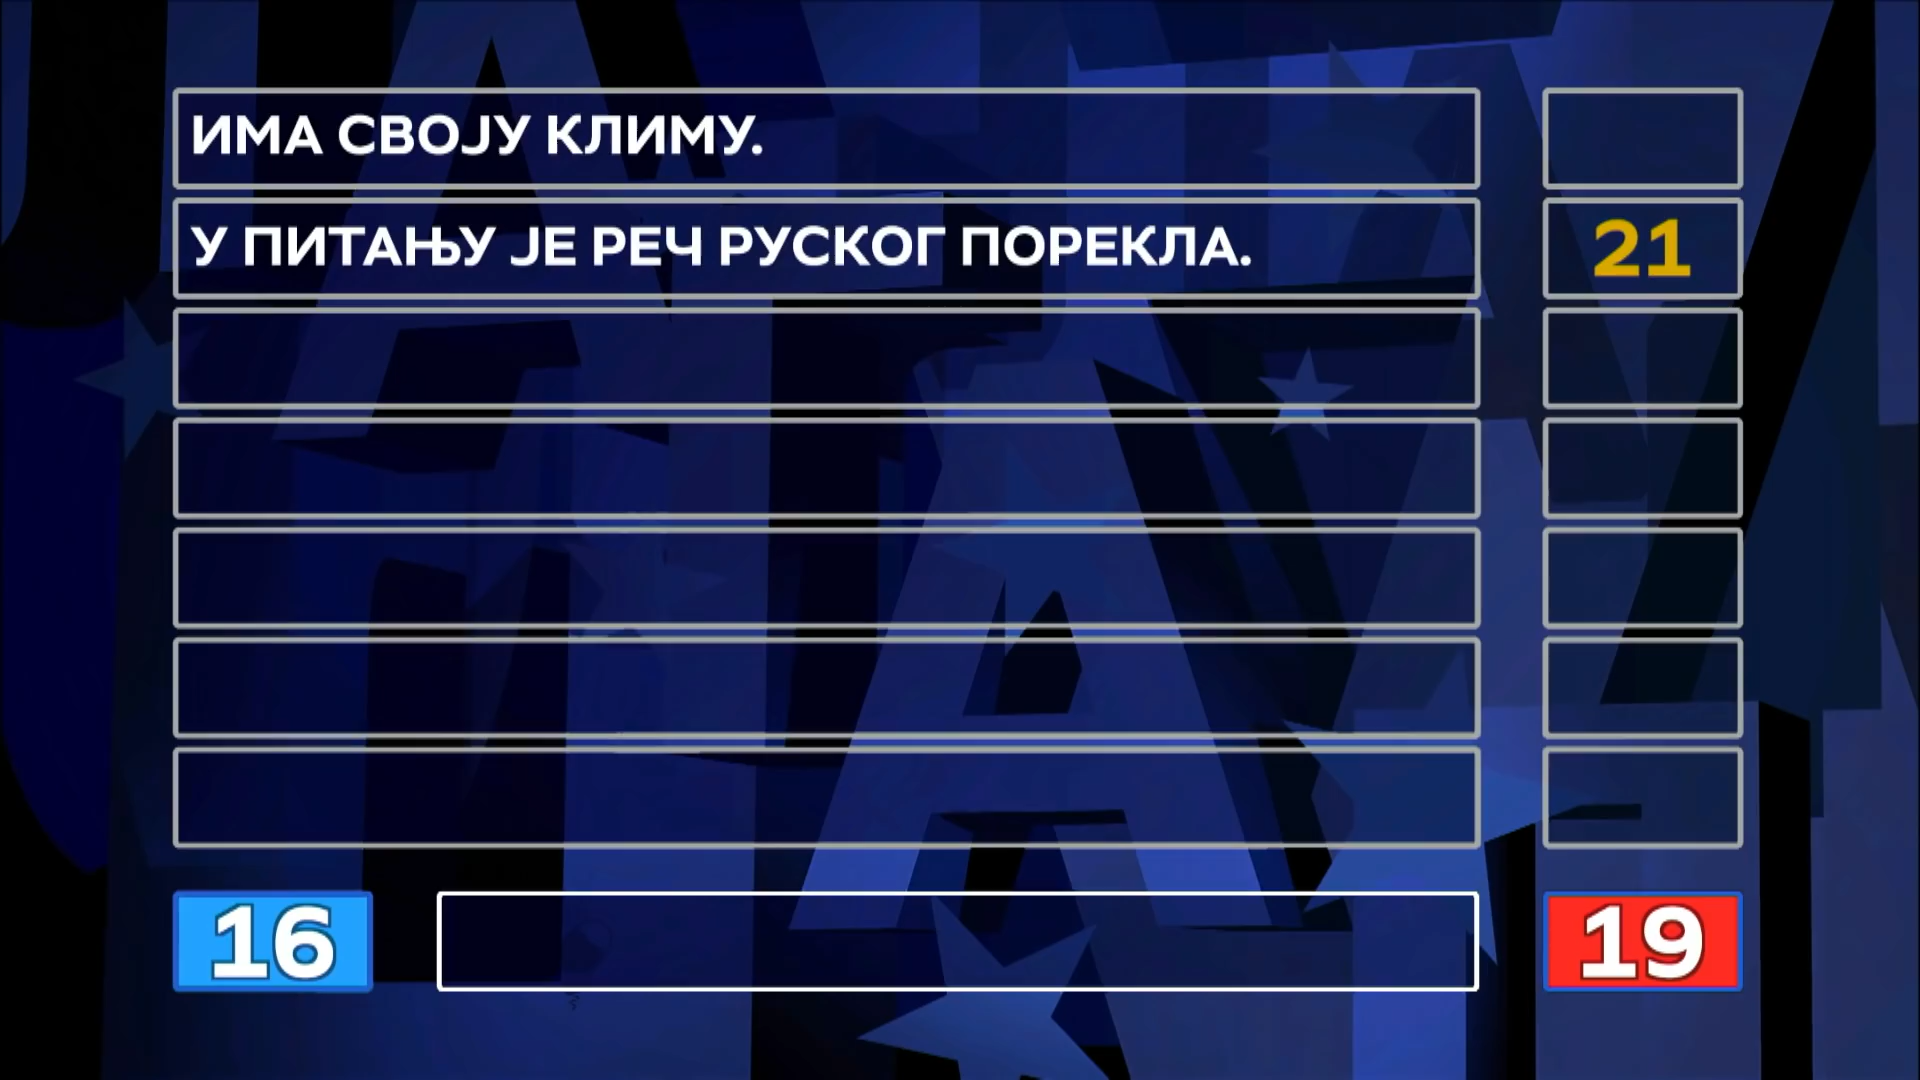 ИМА СВОЈУ КЛИМУ.
У ПИТАЊУ ЈЕ РЕЧ РУСКОГ ПОРЕКЛА.
21
16
19